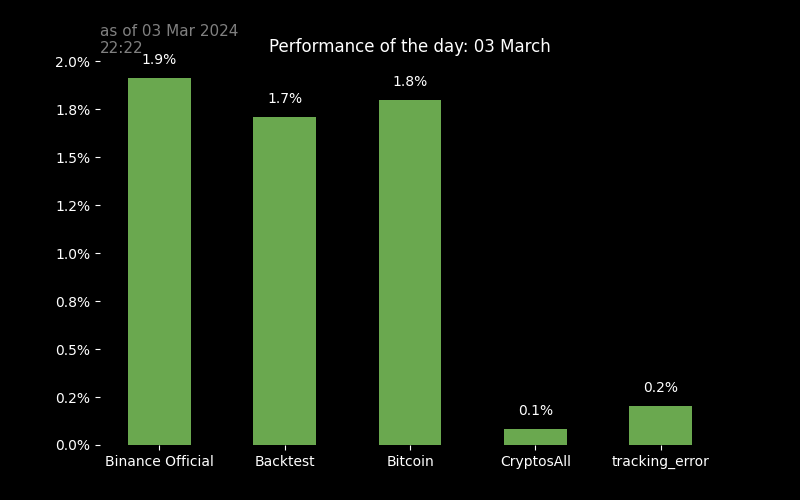 as of 03 Mar 2024
22:22
Performance of the day: 03 March
2.0%
1.8%
1.5%
1.2%
1.0%
0.8%
0.5%
0.2%
0.0%
1.9%
1.7%
1.8%
0.1%
0.2%
Binance Official
Backtest
Bitcoin
CryptosAll
tracking_error